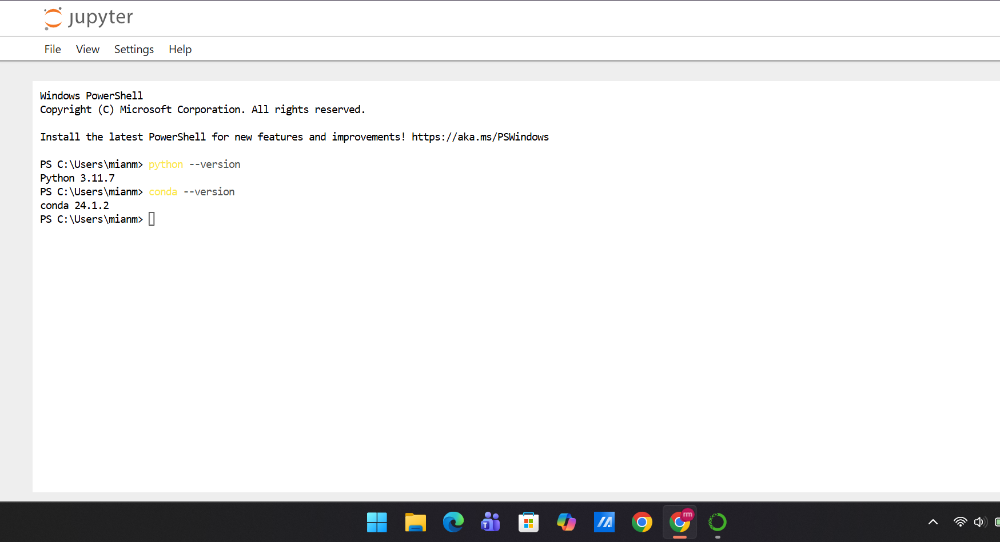 jupyter
File View Settings Help
Windows PowerShell
Copyright (C) Microsoft Corporation. All rights reserved.
Install the latest PowerShell for new features and improvements! https://aka.ms/PSWindows
PS C:\Users\mianm> python --version
Python 3.11.7
PS C:\Users\mianm> conda --version
conda 24.1.2
PS C:\Users\mianm>
T
rm